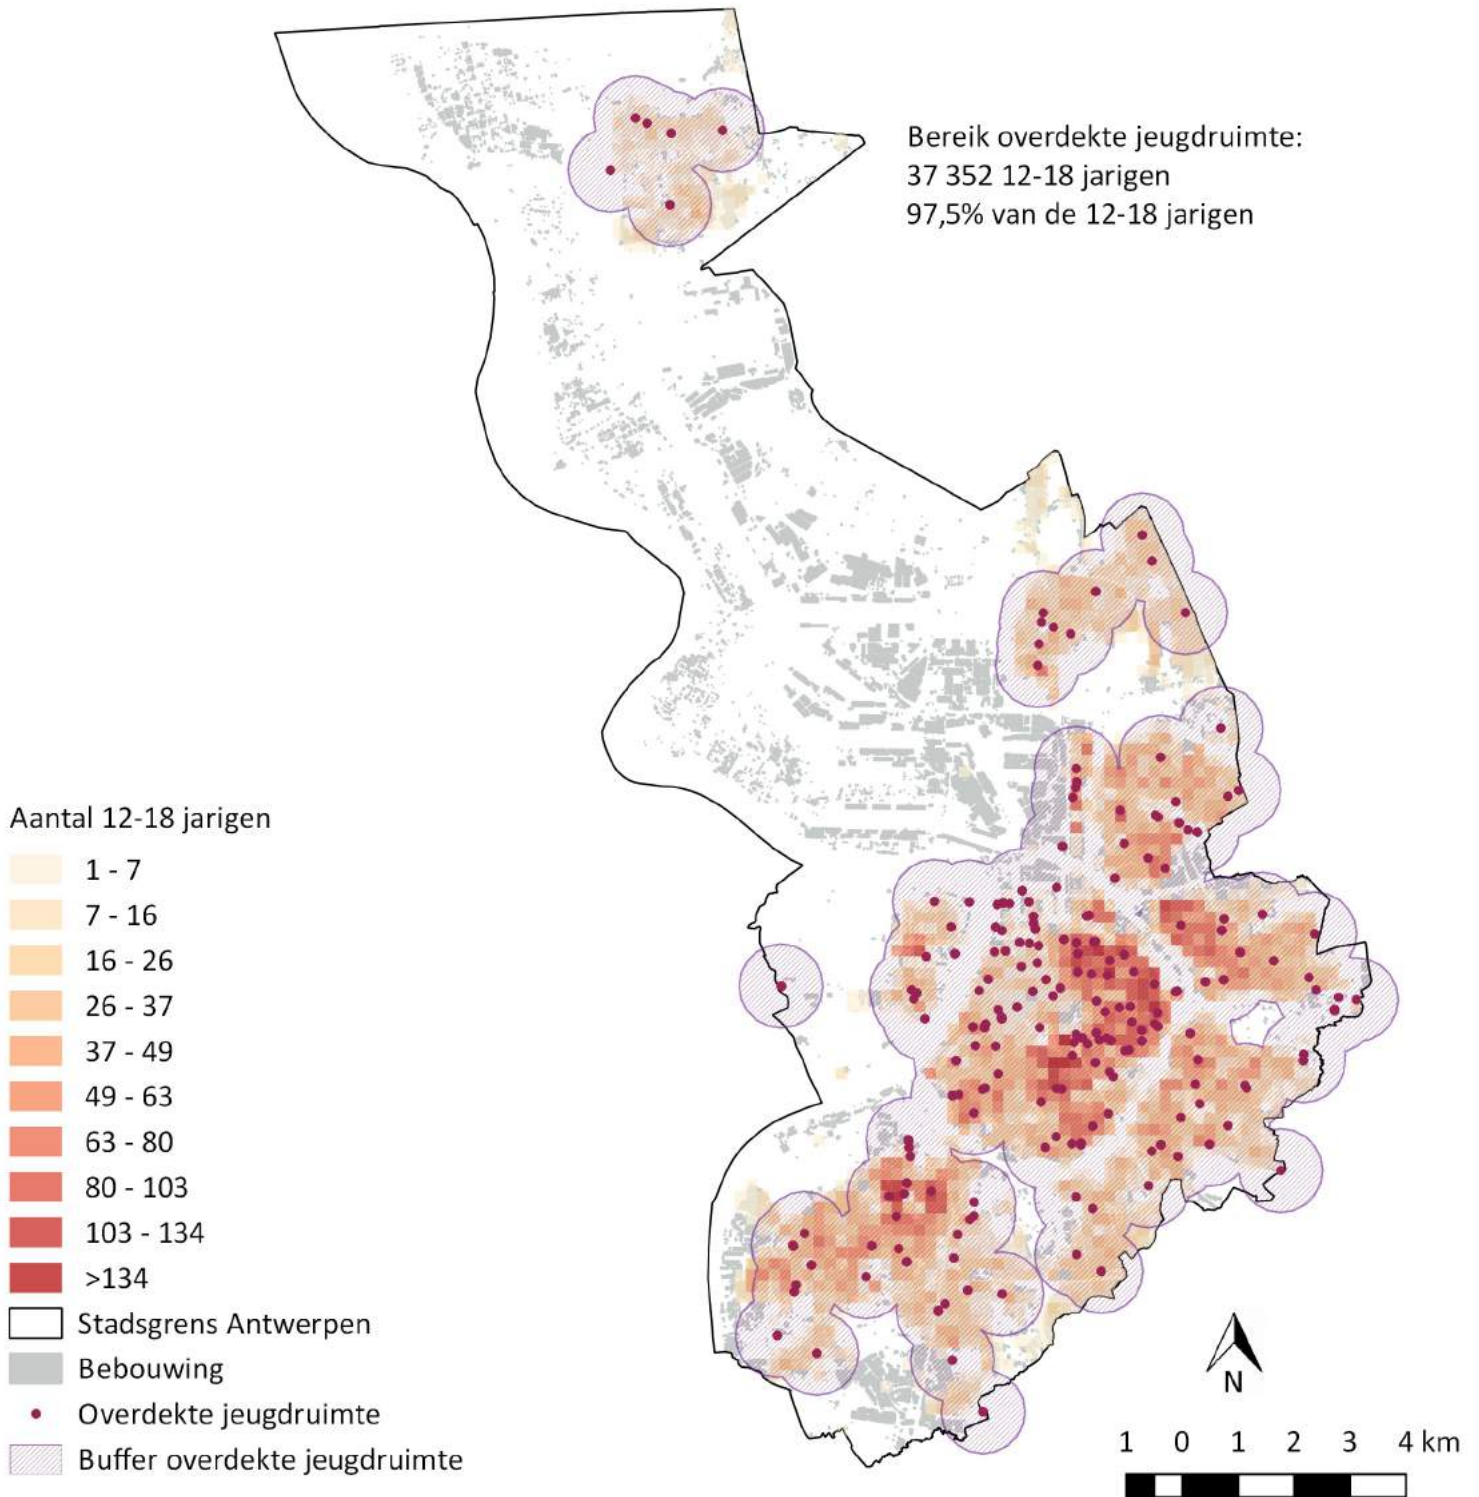 Bereik overdekte jeugdruimte:
37 352 12-18 jarigen
97,5% van de 12-18 jarigen
Aantal 12-18 jarigen
1 - 7
7 - 16
16 - 26
26 - 37
37 - 49
49 - 63
63 - 80
80 - 103
103 - 134
>134
Stadsgrens Antwerpen
Bebouwing
Overdekte jeugdruimte
Buffer overdekte jeugdruimte
N
1 0 1 2 3 4 km